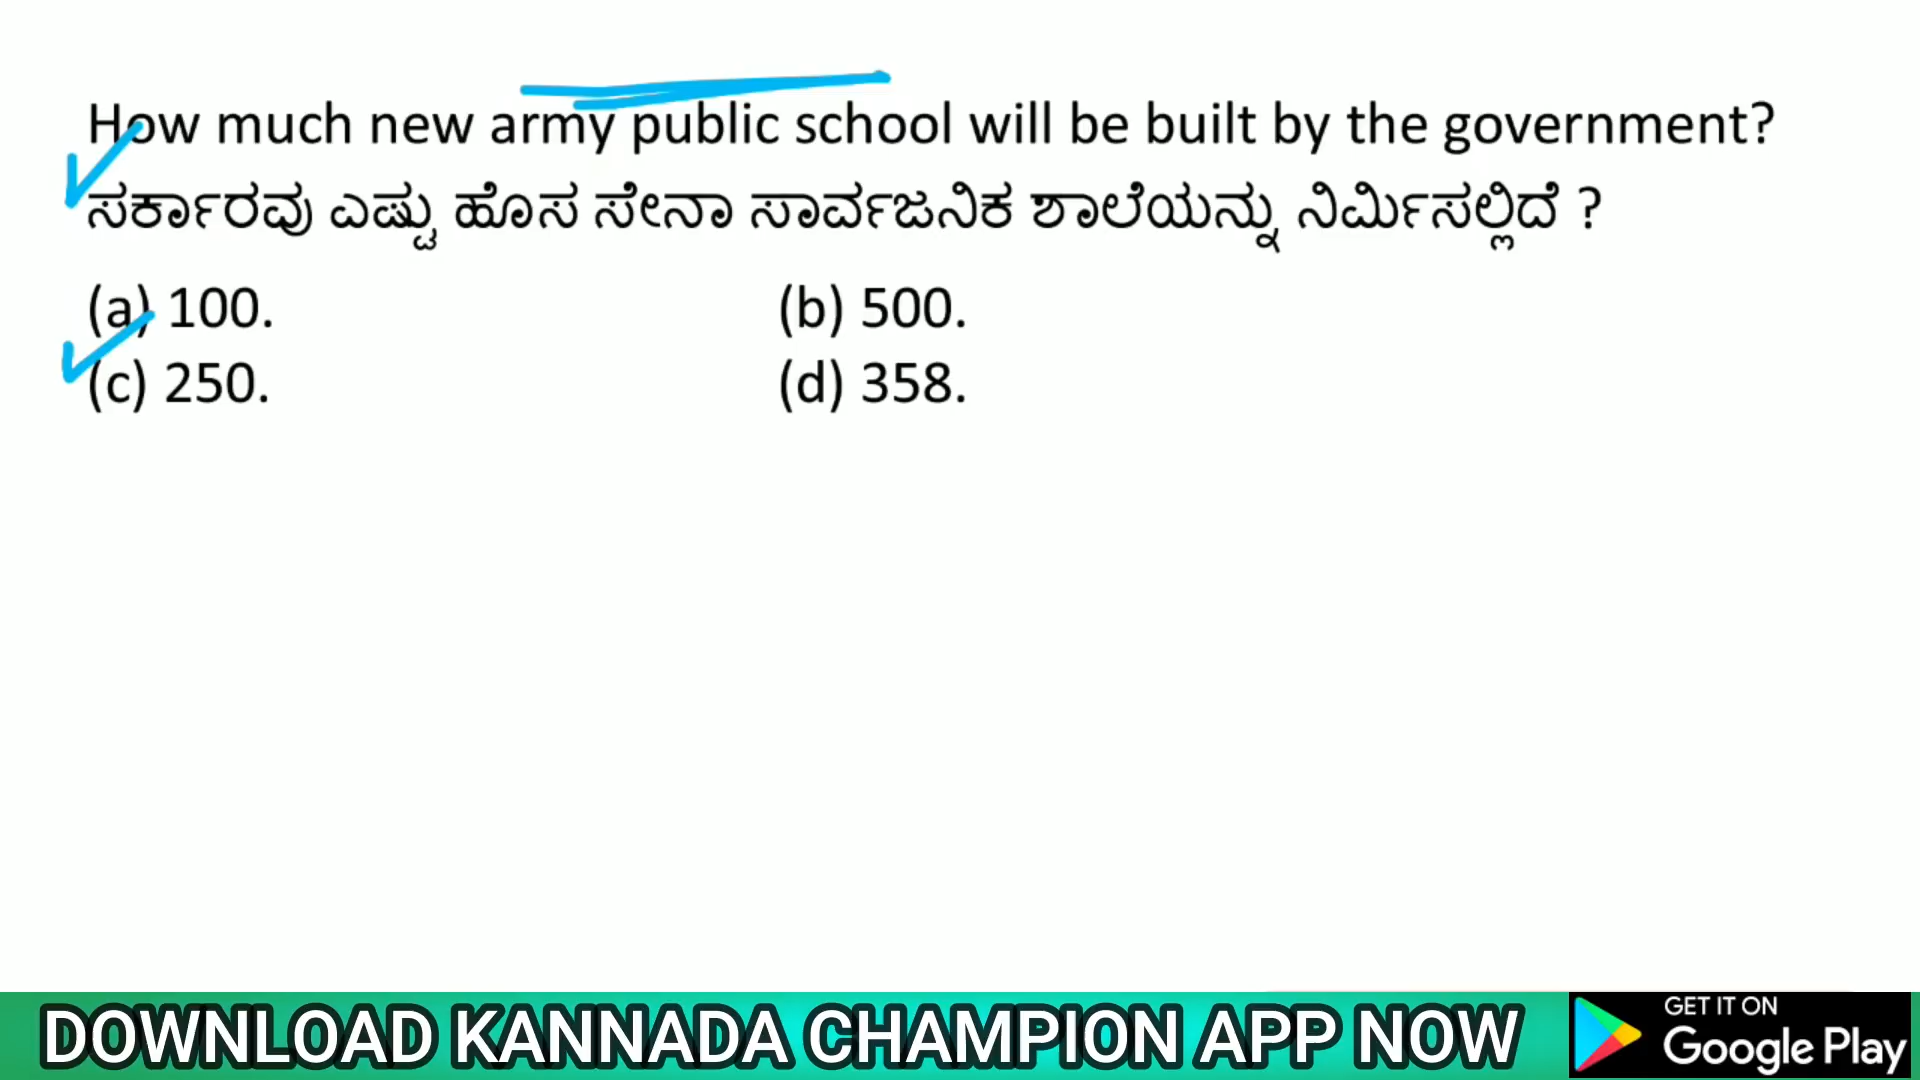 How much new army public school will be built by the government?
ಸರ್ಕಾರವು ಎಷ್ಟು ಹೊಸ ಸೇನಾ ಸಾರ್ವಜನಿಕ ಶಾಲೆಯನ್ನು ನಿರ್ಮಿಸಲ್ಲಿದೆ ?
(a) 100. (b) 500.
(c) 250. (d) 358.
DOWNLOAD KANNADA CHAMPION APP NOW
GET IT ON
Google Play